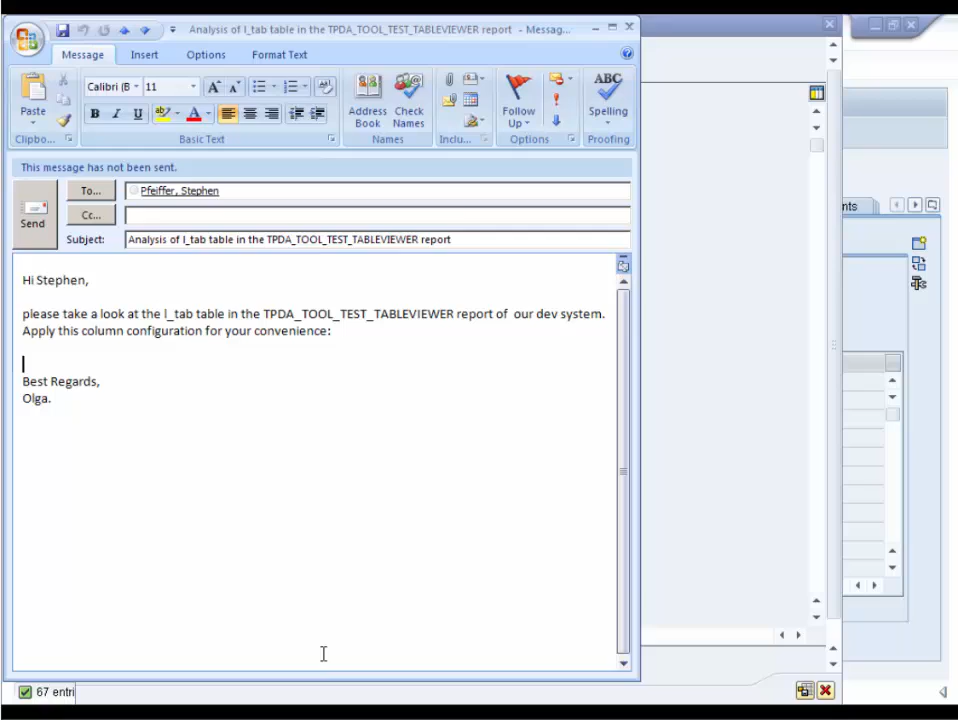 Analysis of l_tab table in the TPDA_TOOL_TEST_TABLEVIEWER report - Messag...
Message Insert Options Format Text
Calibri (B 11
ABC
Paste Address Book Check Names Follow Up Spelling
B I U ab A
Clipbo... Basic Text Names Inclu... Options Proofing
This message has not been sent.
To... Pfeiffer, Stephen
Cc...
Send
Subject: Analysis of l_tab table in the TPDA_TOOL_TEST_TABLEVIEWER report
nts
Hi Stephen,
please take a look at the l_tab table in the TPDA_TOOL_TEST_TABLEVIEWER report of our dev system.
Apply this column configuration for your convenience:
Best Regards,
Olga.
67 entri